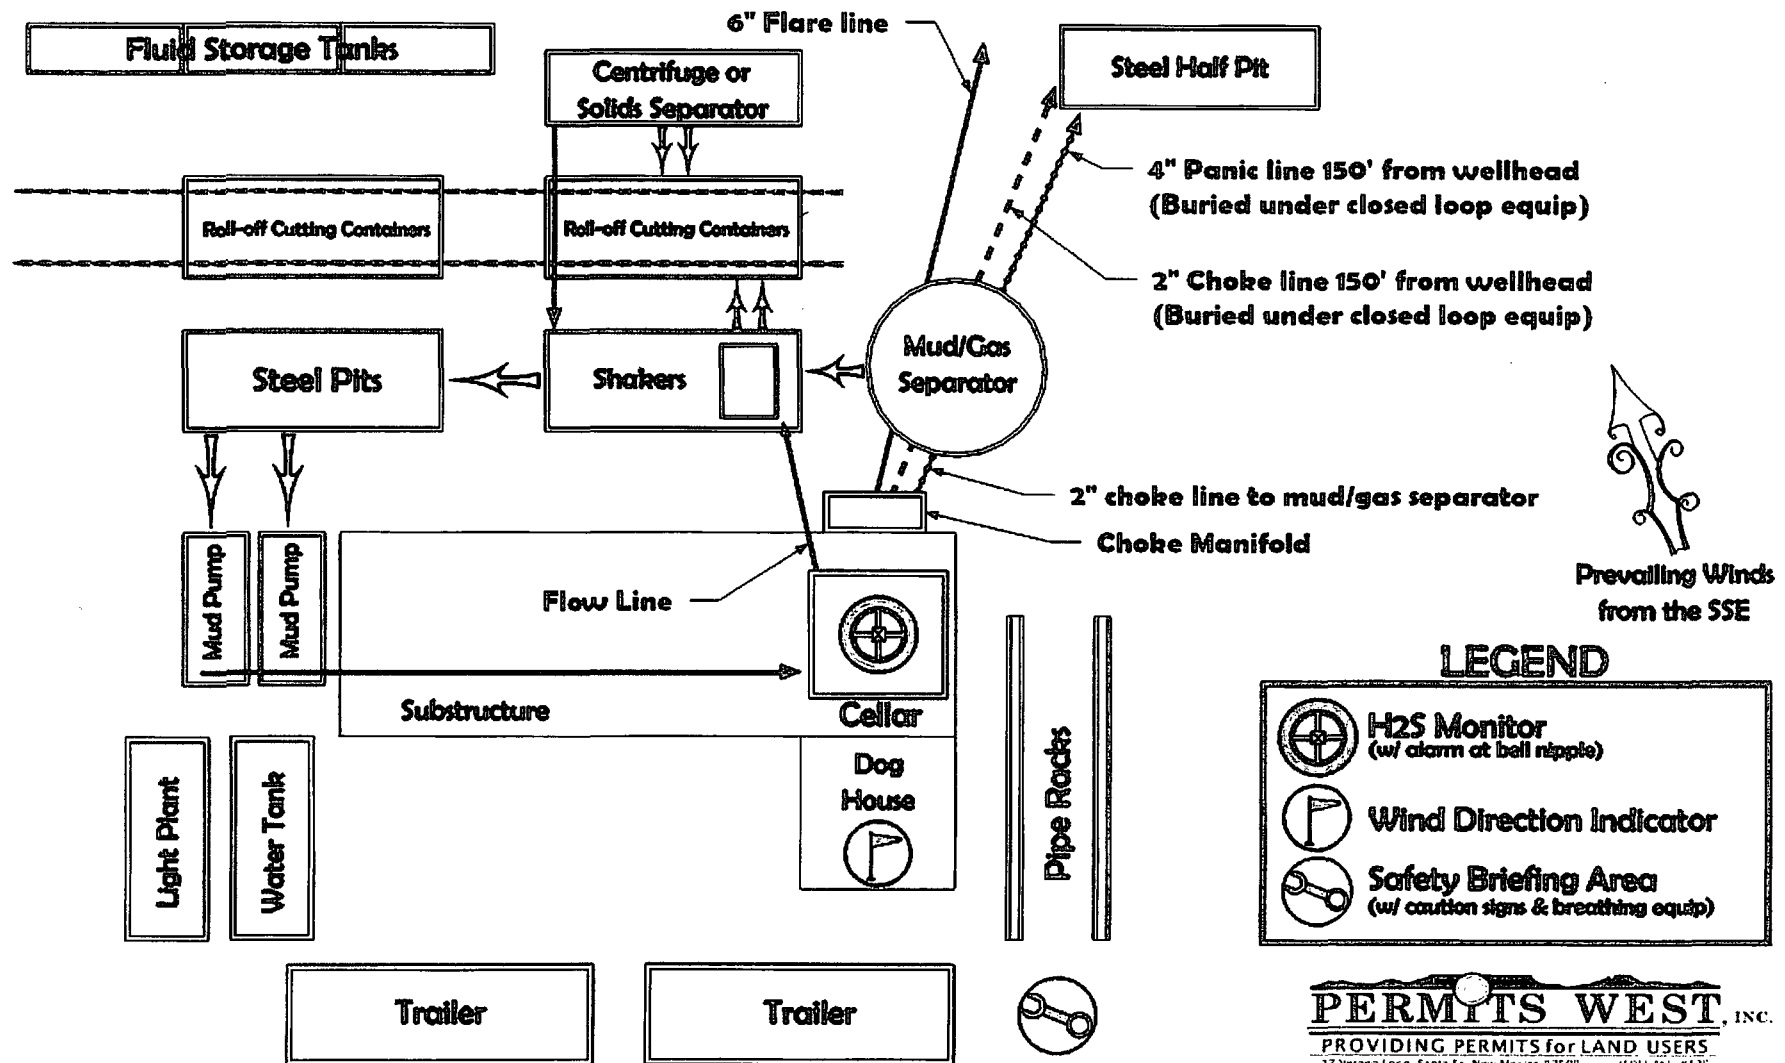 6" Flare line
Fluid Storage Tanks
Centrifuge or
Solids Separator
Steel Half Pit
4" Panic line 150' from wellhead
(Buried under closed loop equip)
Roll-off Cutting Containers
Roll-off Cutting Containers
2" Choke line 150' from wellhead
(Buried under closed loop equip)
Mud/Gas
Separator
Steel Pits
Shakers
2" choke line to mud/gas separator
Choke Manifold
Mud Pump
Mud Pump
Flow Line
Prevailing Winds
from the SSE
Substructure
Cellar
Dog
House
Pipe Racks
Light Plant
Water Tank
LEGEND
H2S Monitor
(w/ alarm at bell nipple)
Wind Direction Indicator
Safety Briefing Area
(w/ caution signs & breathing equip)
Trailer
Trailer
PERMITS WEST, INC.
PROVIDING PERMITS for LAND USERS